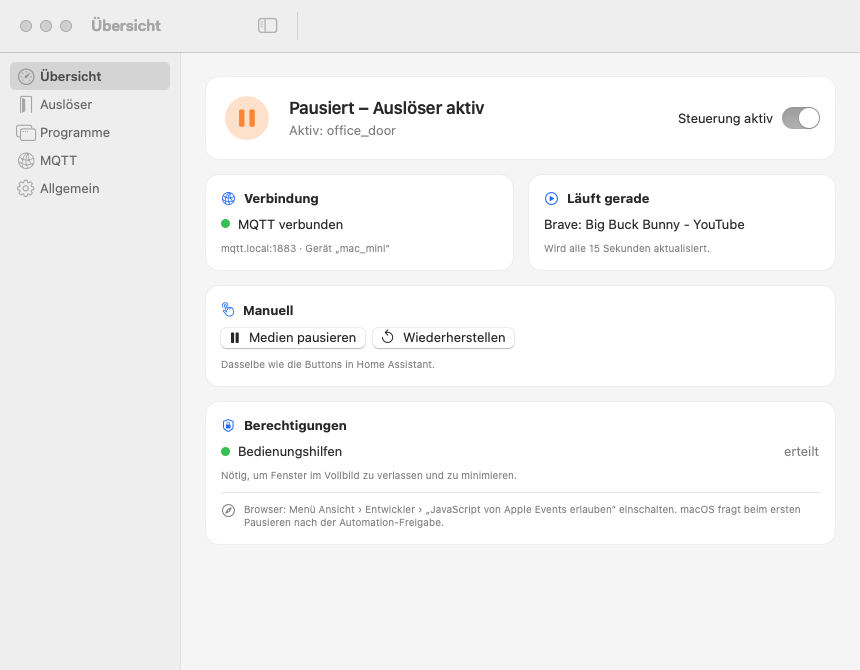 Übersicht
Übersicht
Auslöser
Programme
MQTT
Allgemein
Pausiert – Auslöser aktiv
Aktiv: office_door
Steuerung aktiv
Verbindung
MQTT verbunden
mqtt.local:1883 · Gerät „mac_mini“
Läuft gerade
Brave: Big Buck Bunny - YouTube
Wird alle 15 Sekunden aktualisiert.
Manuell
Medien pausieren
Wiederherstellen
Dasselbe wie die Buttons in Home Assistant.
Berechtigungen
Bedienungshilfen
erteilt
Nötig, um Fenster im Vollbild zu verlassen und zu minimieren.
Browser: Menü Ansicht › Entwickler › „JavaScript von Apple Events erlauben“ einschalten. macOS fragt beim ersten
Pausieren nach der Automation-Freigabe.